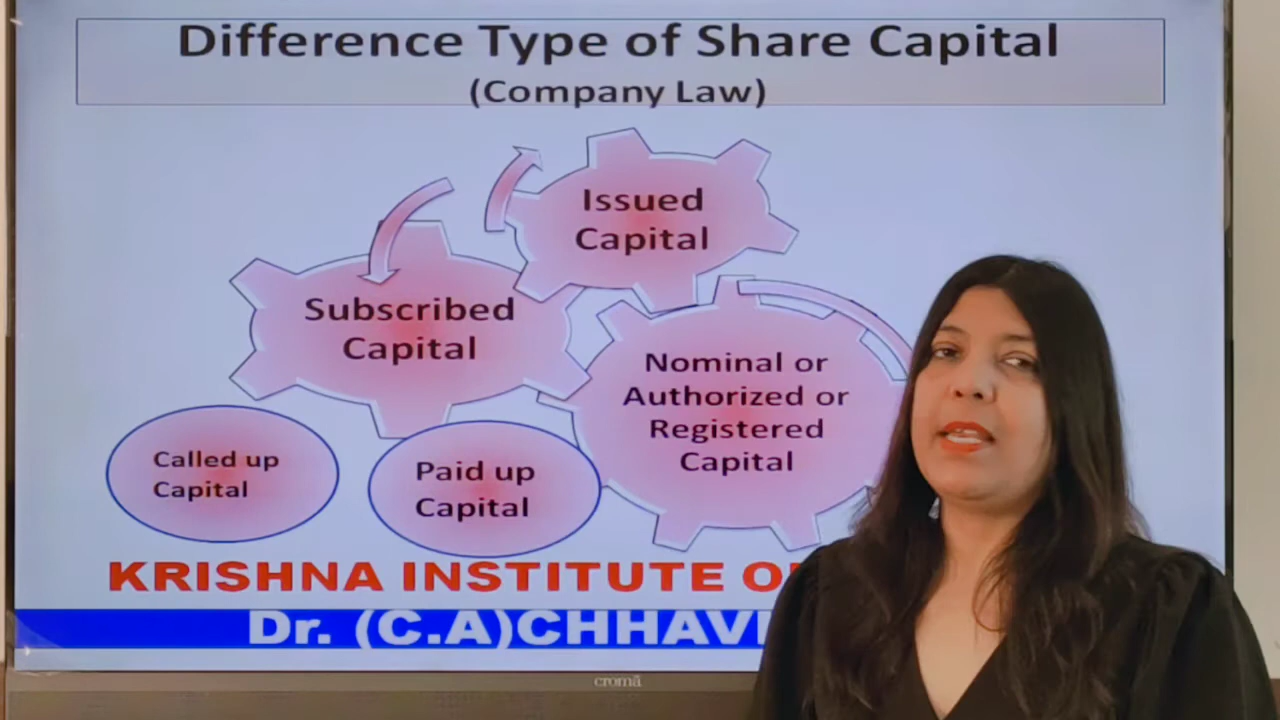 Difference Type of Share Capital
(Company Law)
Issued
Capital
Subscribed
Capital
Nominal or
Authorized or
Registered
Capital
Called up
Capital
Paid up
Capital
KRISHNA INSTITUTE
Dr. (C.A)CHHAVI
croma